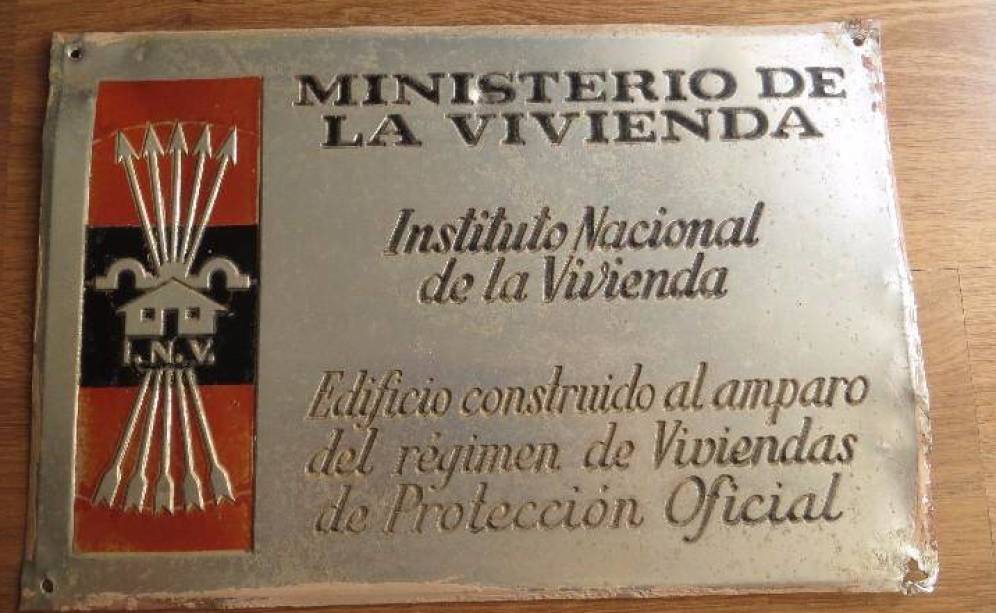 MINISTERIO DE
LA VIVIENDA
Instituto Nacional
de la Vivienda
I.N.V.
Edificio construido al amparo
del régimen de Viviendas
de Protección Oficial